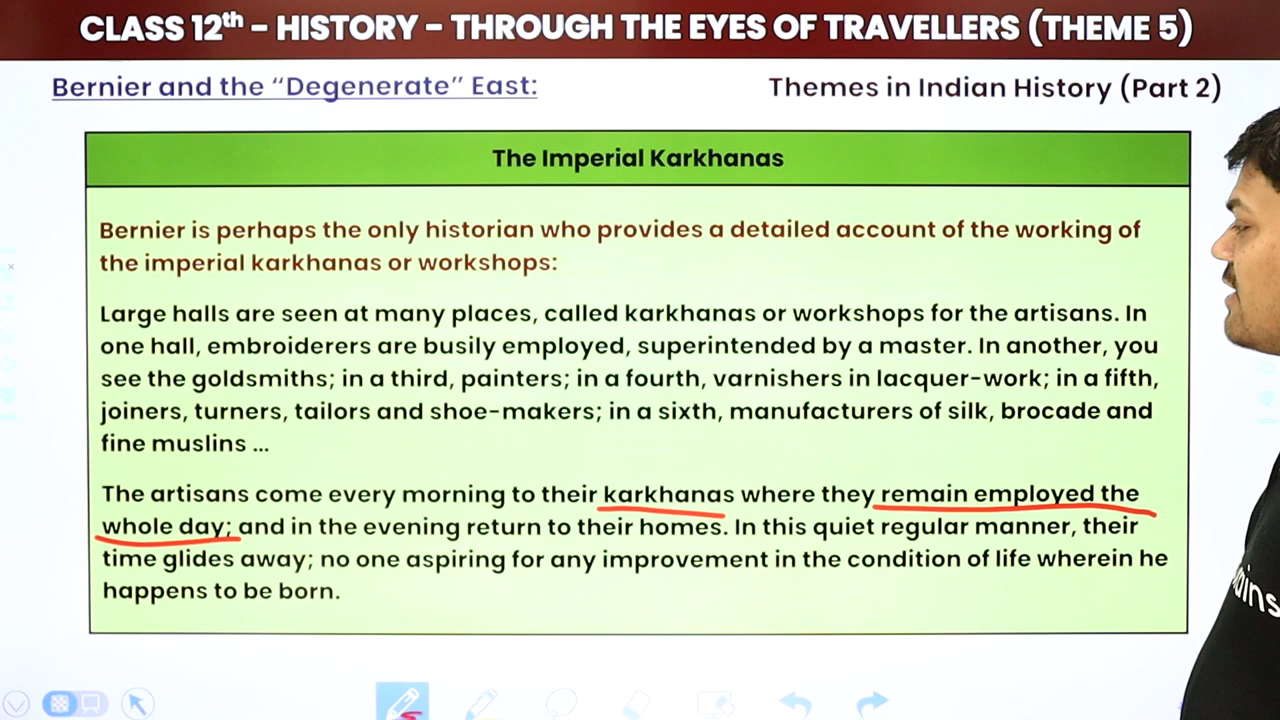 CLASS 12th – HISTORY – THROUGH THE EYES OF TRAVELLERS (THEME 5)
Bernier and the “Degenerate” East:
Themes in Indian History (Part 2)
The Imperial Karkhanas
Bernier is perhaps the only historian who provides a detailed account of the working of
the imperial karkhanas or workshops:
Large halls are seen at many places, called karkhanas or workshops for the artisans. In
one hall, embroiderers are busily employed, superintended by a master. In another, you
see the goldsmiths; in a third, painters; in a fourth, varnishers in lacquer-work; in a fifth,
joiners, turners, tailors and shoe-makers; in a sixth, manufacturers of silk, brocade and
fine muslins ...
The artisans come every morning to their karkhanas where they remain employed the
whole day; and in the evening return to their homes. In this quiet regular manner, their
time glides away; no one aspiring for any improvement in the condition of life wherein he
happens to be born.